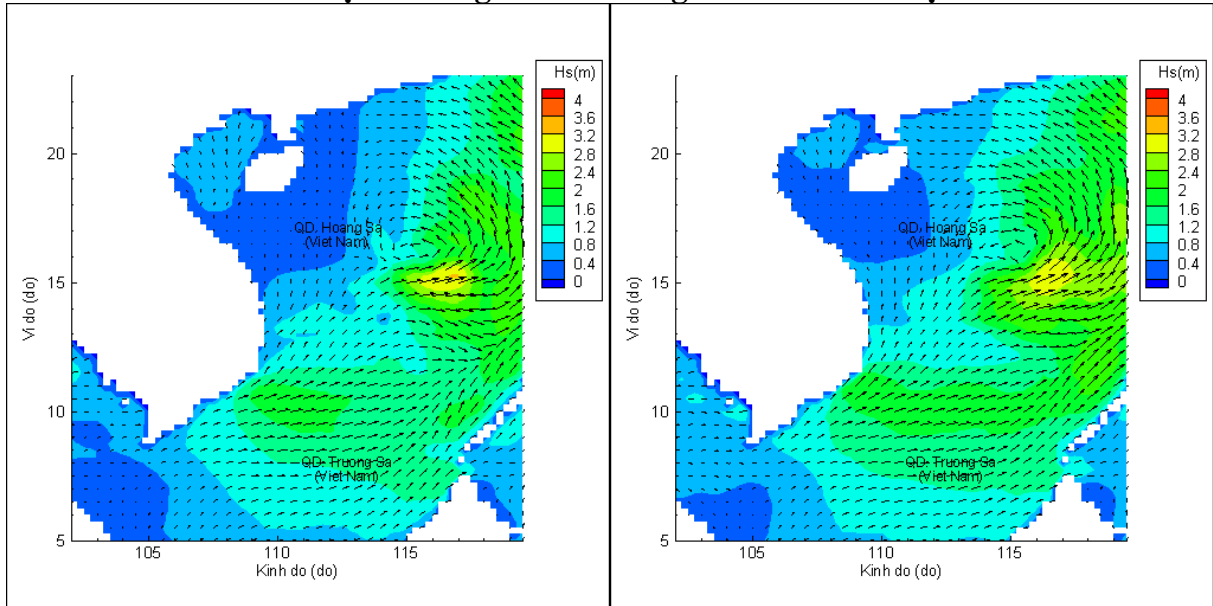 Hs(m)
4
3.6
3.2
2.8
2.4
2
1.6
1.2
0.8
0.4
0
20
15
10
5
Vi do (do)
QD. Hoang Sa
(Viet Nam)
QD. Truong Sa
(Viet Nam)
105
110
115
Kinh do (do)
Hs(m)
4
3.6
3.2
2.8
2.4
2
1.6
1.2
0.8
0.4
0
20
15
10
5
Vi do (do)
QD. Hoang Sa
(Viet Nam)
QD. Truong Sa
(Viet Nam)
105
110
115
Kinh do (do)